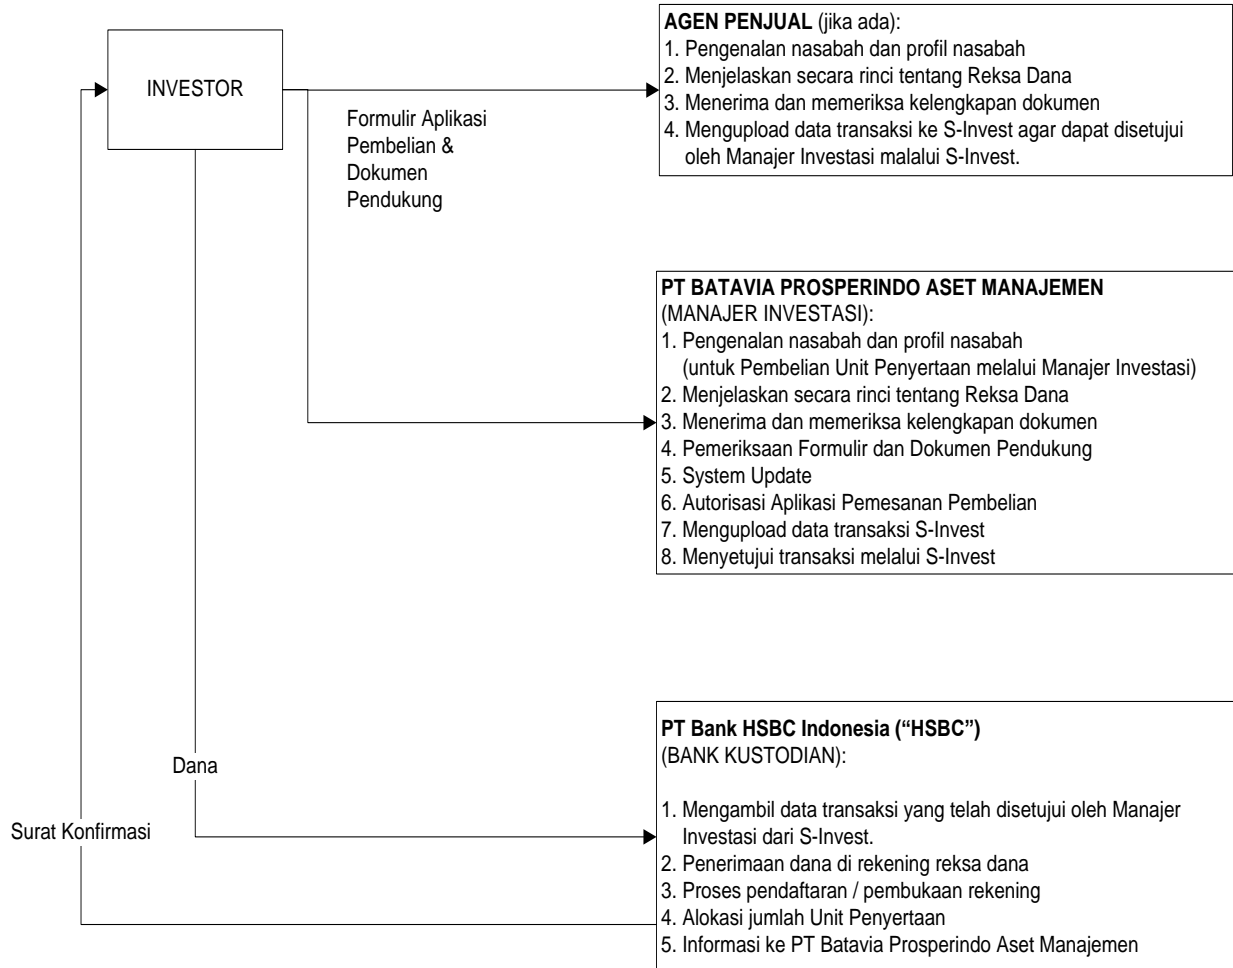 INVESTOR
Formulir Aplikasi
Pembelian &
Dokumen
Pendukung
AGEN PENJUAL (jika ada):
1. Pengenalan nasabah dan profil nasabah
2. Menjelaskan secara rinci tentang Reksa Dana
3. Menerima dan memeriksa kelengkapan dokumen
4. Mengupload data transaksi ke S-Invest agar dapat disetujui
oleh Manajer Investasi malalui S-Invest.
PT BATAVIA PROSPERINDO ASET MANAJEMEN
(MANAJER INVESTASI):
1. Pengenalan nasabah dan profil nasabah
(untuk Pembelian Unit Penyertaan melalui Manajer Investasi)
2. Menjelaskan secara rinci tentang Reksa Dana
3. Menerima dan memeriksa kelengkapan dokumen
4. Pemeriksaan Formulir dan Dokumen Pendukung
5. System Update
6. Autorisasi Aplikasi Pemesanan Pembelian
7. Mengupload data transaksi S-Invest
8. Menyetujui transaksi melalui S-Invest
Dana
Surat Konfirmasi
PT Bank HSBC Indonesia (“HSBC”)
(BANK KUSTODIAN):
1. Mengambil data transaksi yang telah disetujui oleh Manajer
Investasi dari S-Invest.
2. Penerimaan dana di rekening reksa dana
3. Proses pendaftaran / pembukaan rekening
4. Alokasi jumlah Unit Penyertaan
5. Informasi ke PT Batavia Prosperindo Aset Manajemen